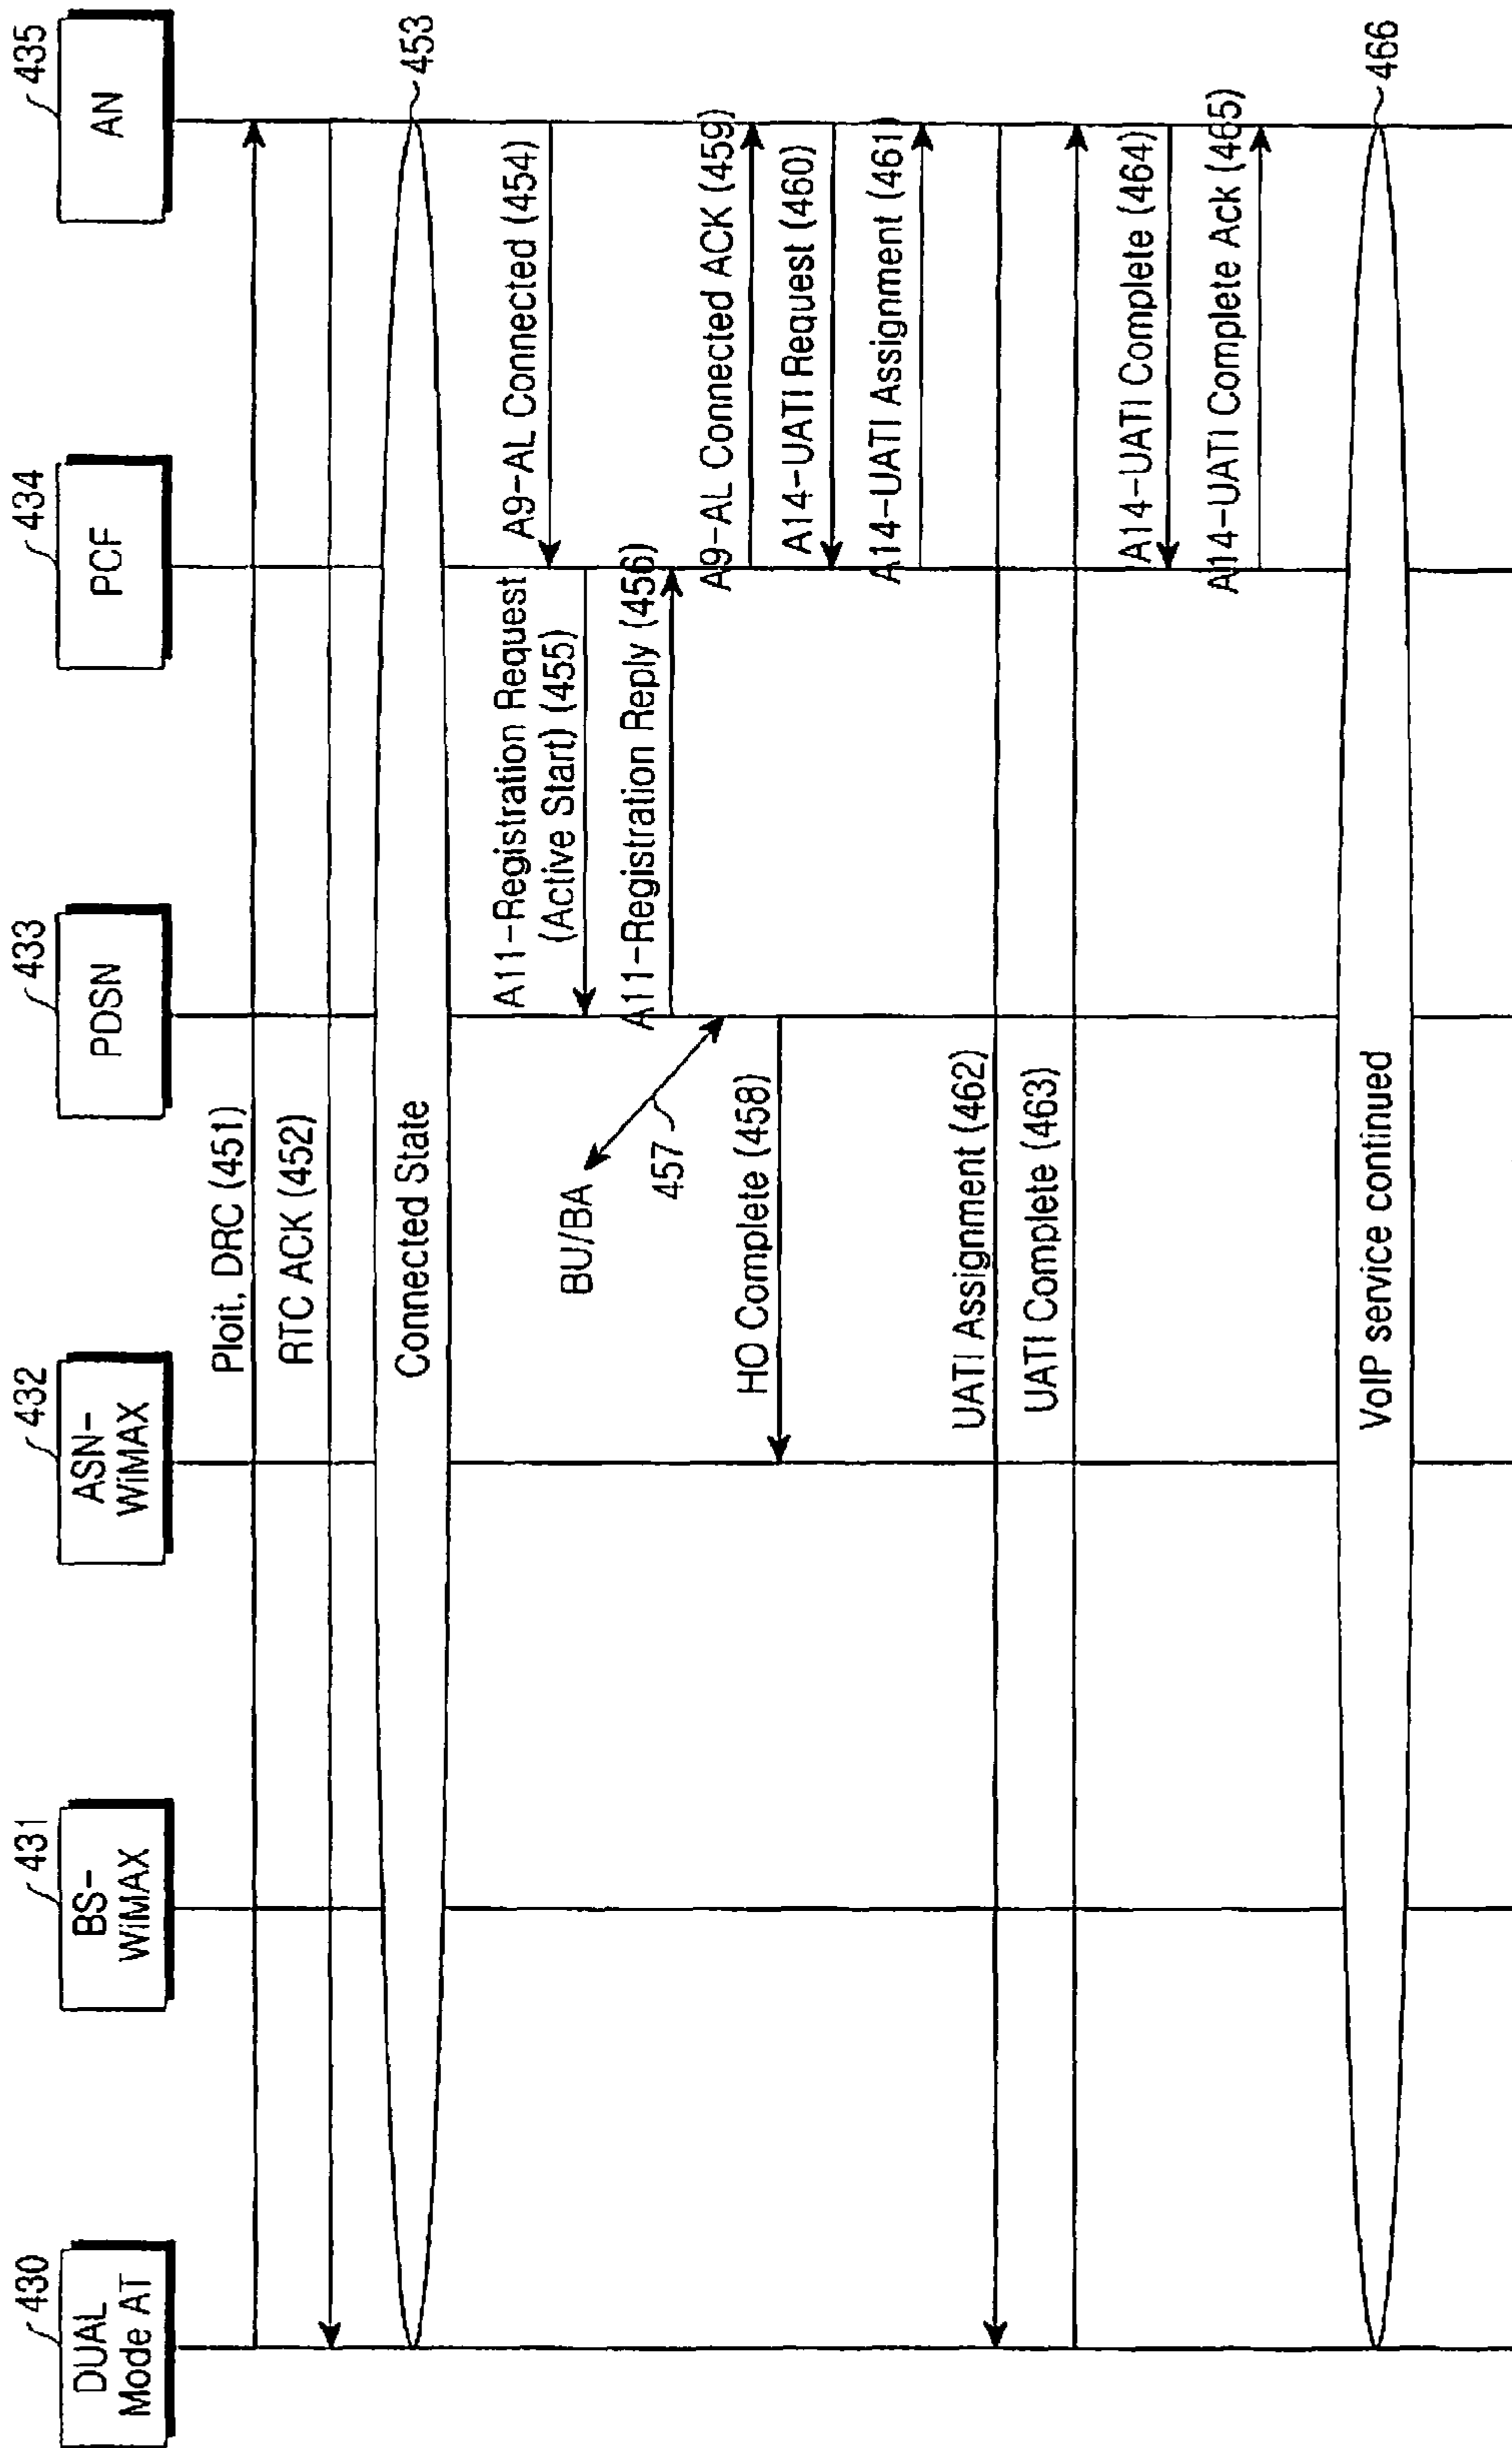 430
DUAL
Mode AT
431
BS-
WiMAX
432
ASN-
WiMAX
433
PDSN
434
PCF
435
AN
Ploit, DRC (451)
RTC ACK (452)
Connected State
453
A9-AL Connected (454)
A11-Registration Request
(Active Start) (455)
A11-Registration Reply (456)
BU/BA
457
HO Complete (458)
A9-AL Connected ACK (459)
A14-UATI Request (460)
A14-UATI Assignment (461)
UATI Assignment (462)
UATI Complete (463)
A14-UATI Complete (464)
A14-UATI Complete Ack (465)
VoIP service continued
466